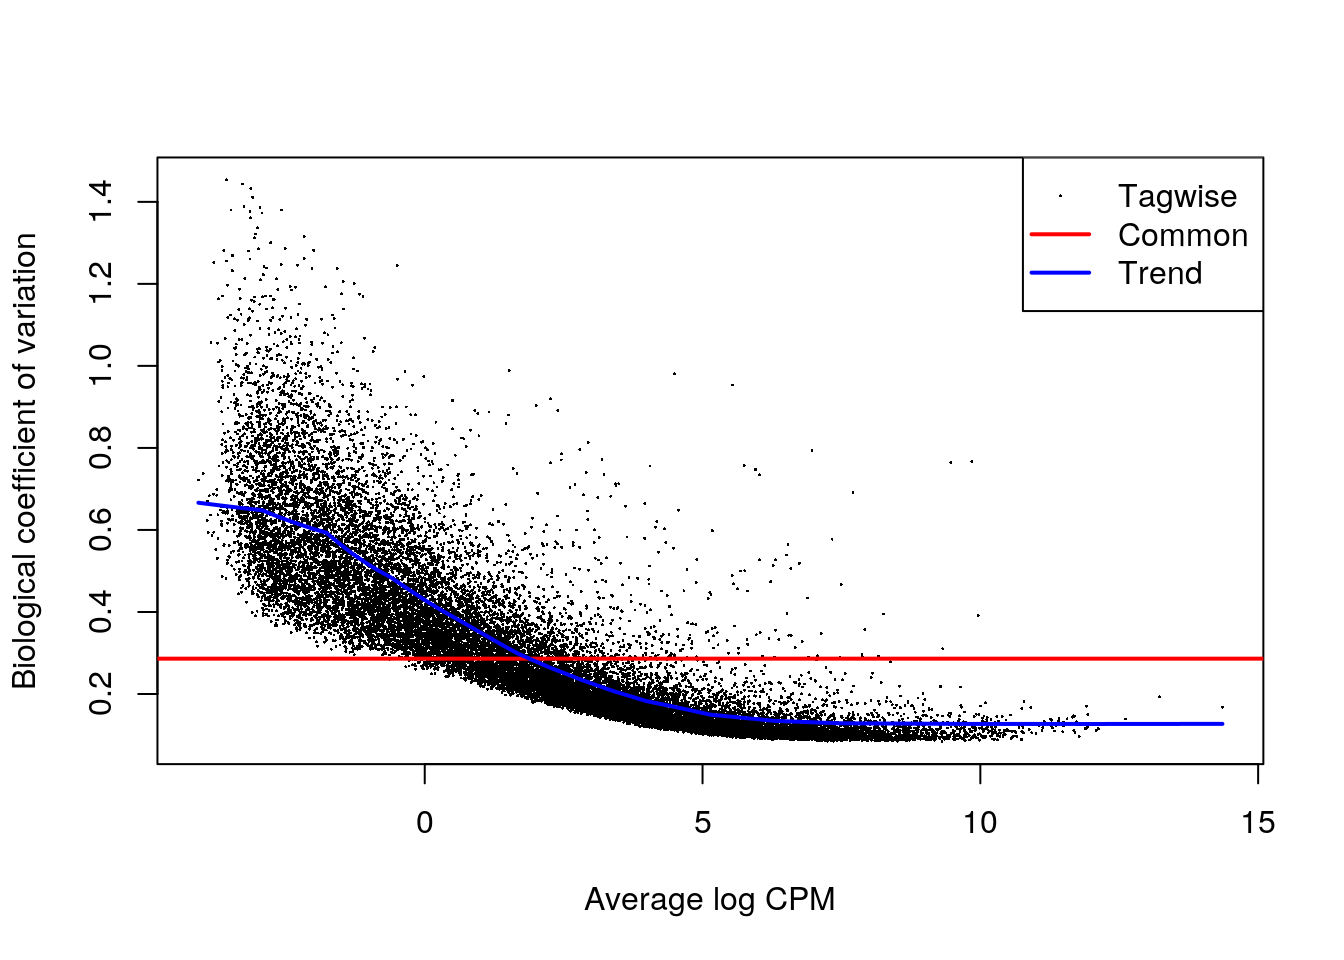 Tagwise
Common
Trend
Biological coefficient of variation
1.4
1.2
1.0
0.8
0.6
0.4
0.2
0
5
10
15
Average log CPM